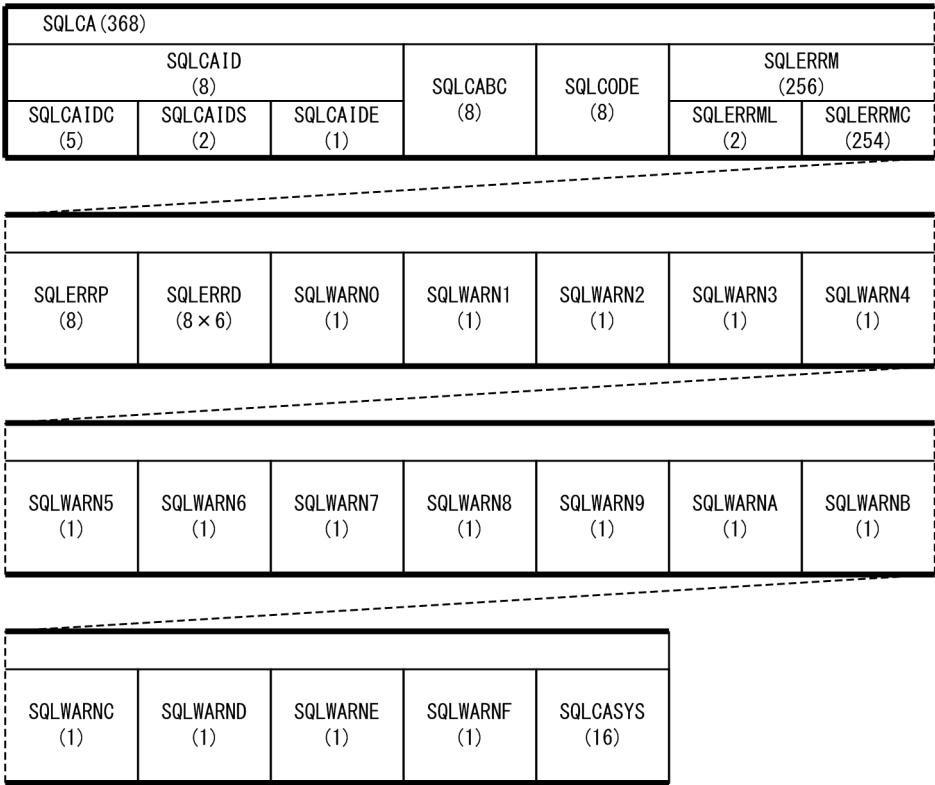 SQLCA(368)
SQLCAID
(8)
SQLCABC
(8)
SQLCODE
(8)
SQLERRM
(256)
SQLCAIDC
(5)
SQLCAIDS
(2)
SQLCAIDE
(1)
SQLERRML
(2)
SQLERRMC
(254)
SQLERRP
(8)
SQLERRD
(8×6)
SQLWARN0
(1)
SQLWARN1
(1)
SQLWARN2
(1)
SQLWARN3
(1)
SQLWARN4
(1)
SQLWARN5
(1)
SQLWARN6
(1)
SQLWARN7
(1)
SQLWARN8
(1)
SQLWARN9
(1)
SQLWARNA
(1)
SQLWARNB
(1)
SQLWARNC
(1)
SQLWARND
(1)
SQLWARNE
(1)
SQLWARNF
(1)
SQLCASYS
(16)